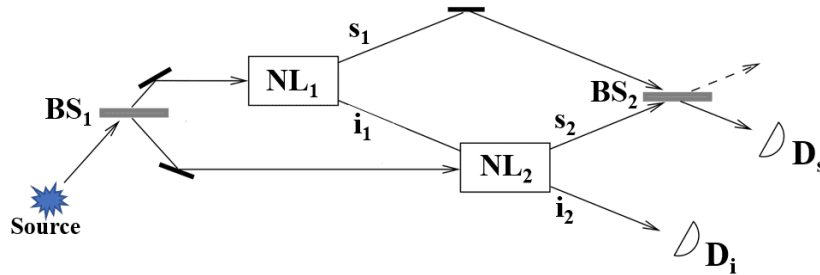 s₁
NL₁
BS₁
BS₂
i₁
s₂
NL₂
Dₛ
i₂
Source
Dᵢ